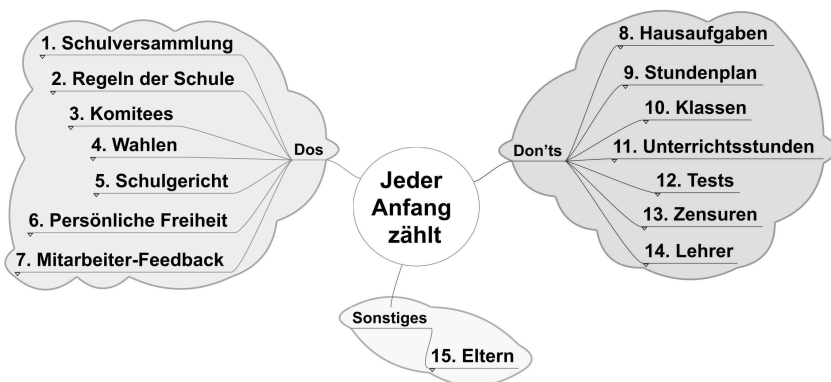 1. Schulversammlung
2. Regeln der Schule
3. Komitees
4. Wahlen
5. Schulgericht
6. Persönliche Freiheit
7. Mitarbeiter-Feedback
Dos
Jeder
Anfang
zählt
Don'ts
8. Hausaufgaben
9. Stundenplan
10. Klassen
11. Unterrichtsstunden
12. Tests
13. Zensuren
14. Lehrer
Sonstiges
15. Eltern